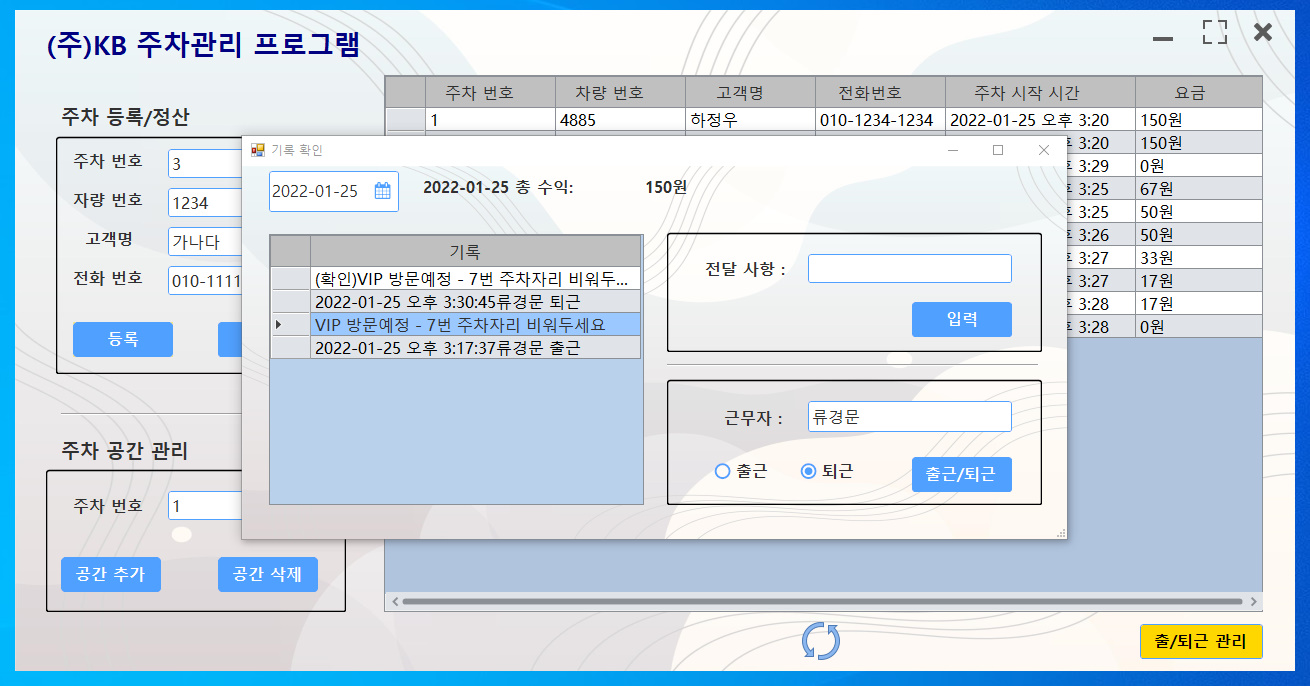 (주)KB 주차관리 프로그램
주차 등록/정산
주차 번호
3
자량 번호
1234
고객명
가나다
전화 번호
010-1111
등록
주차 공간 관리
주차 번호
1
공간 추가
공간 삭제
주차 번호 차량 번호 고객명 전화번호 주차 시작 시간 요금
1 4885 하정우 010-1234-1234 2022-01-25 오후 3:20 150원
3:20 150원
3:29 0원
3:25 67원
3:25 50원
3:26 50원
3:27 33원
3:27 17원
3:28 17원
3:28 0원
기록 확인
2022-01-25
2022-01-25 총 수익: 150원
기록
(확인)VIP 방문예정 - 7번 주차자리 비워두...
2022-01-25 오후 3:30:45류경문 퇴근
VIP 방문예정 - 7번 주차자리 비워두세요
2022-01-25 오후 3:17:37류경문 출근
전달 사항 :
입력
근무자 :
류경문
출근
퇴근
출근/퇴근
출/퇴근 관리